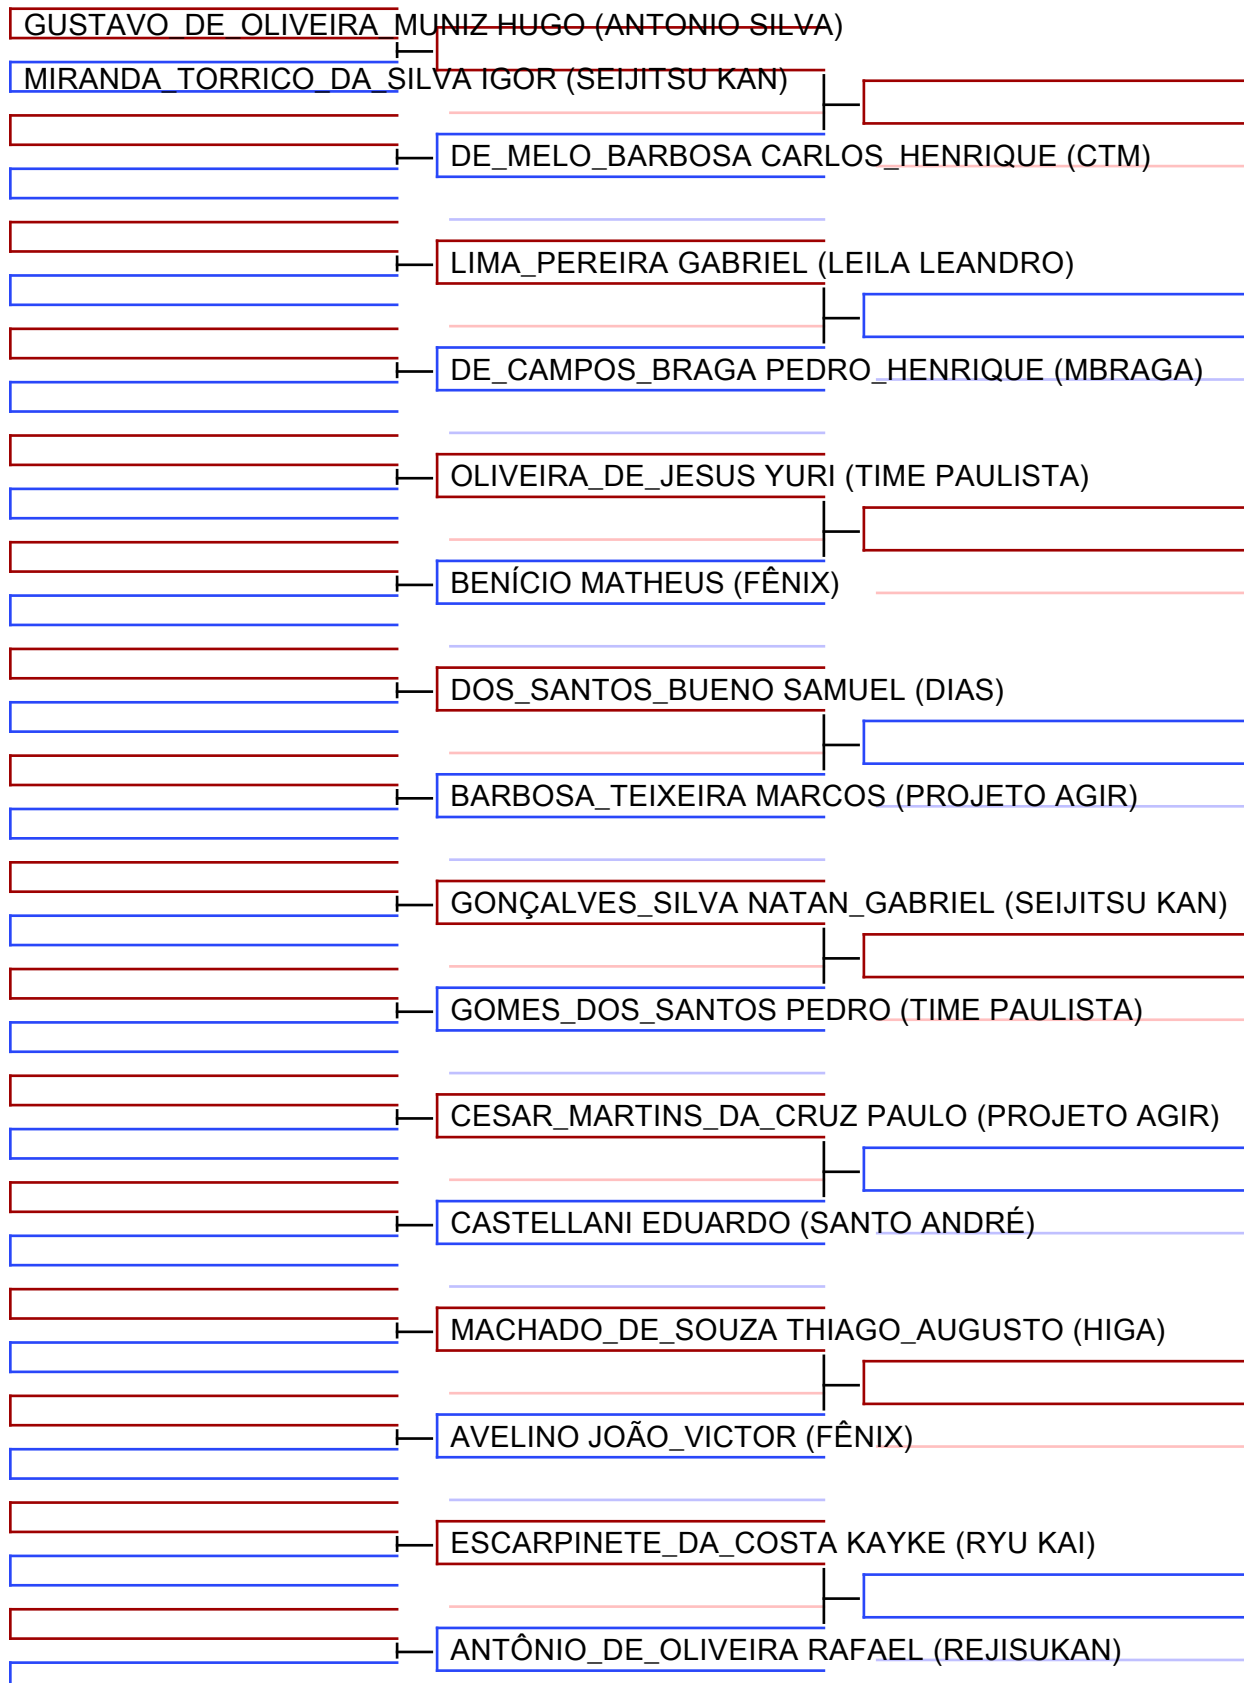 GUSTAVO_DE_OLIVEIRA_MUNIZ HUGO (ANTONIO SILVA)
MIRANDA_TORRICO_DA_SILVA IGOR (SEIJITSU KAN)
DE_MELO_BARBOSA CARLOS_HENRIQUE (CTM)
LIMA_PEREIRA GABRIEL (LEILA LEANDRO)
DE_CAMPOS_BRAGA PEDRO_HENRIQUE (MBRAGA)
OLIVEIRA_DE_JESUS YURI (TIME PAULISTA)
BENÍCIO MATHEUS (FÊNIX)
DOS_SANTOS_BUENO SAMUEL (DIAS)
BARBOSA_TEIXEIRA MARCOS (PROJETO AGIR)
GONÇALVES_SILVA NATAN_GABRIEL (SEIJITSU KAN)
GOMES_DOS_SANTOS PEDRO (TIME PAULISTA)
CESAR_MARTINS_DA_CRUZ PAULO (PROJETO AGIR)
CASTELLANI EDUARDO (SANTO ANDRÉ)
MACHADO_DE_SOUZA THIAGO_AUGUSTO (HIGA)
AVELINO JOÃO_VICTOR (FÊNIX)
ESCARPINETE_DA_COSTA KAYKE (RYU KAI)
ANTÔNIO_DE_OLIVEIRA RAFAEL (REJISUKAN)